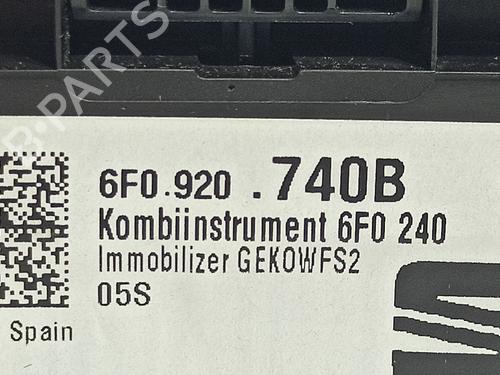 B-PARTS
6F0.920 .740B
Kombiinstrument 6F0 240
Immobilizer GEKOWFS2
05S
Spain